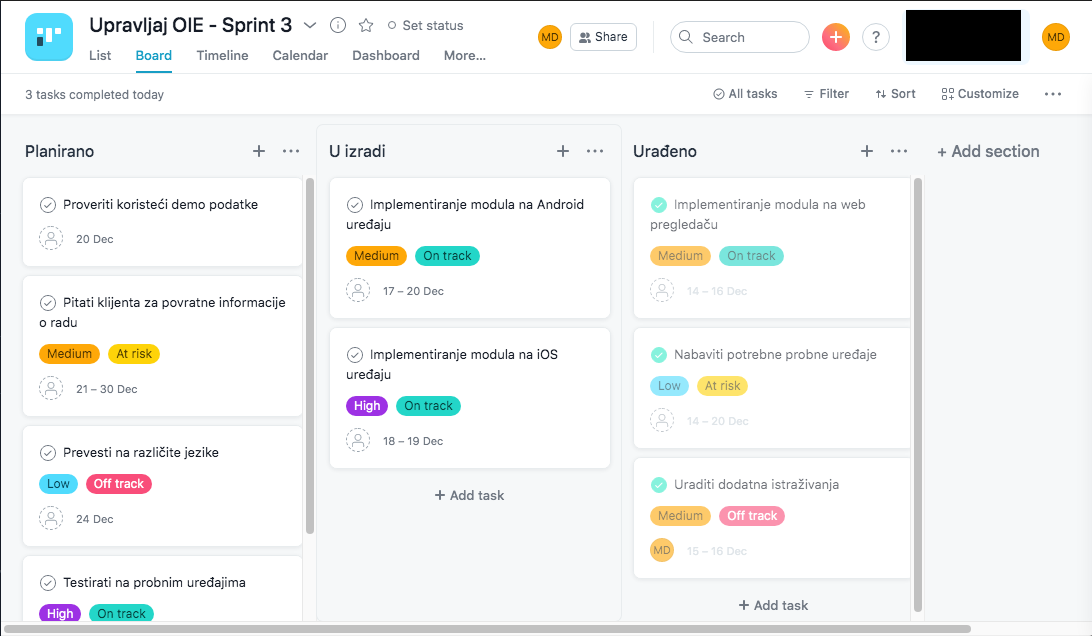 Upravljaj OIE - Sprint 3
Set status
List
Board
Timeline
Calendar
Dashboard
More...
MD
Share
Search
?
MD
3 tasks completed today
All tasks
Filter
Sort
Customize
Planirano
Proveriti koristeći demo podatke
20 Dec
Pitati klijenta za povratne informacije
o radu
Medium
At risk
21 – 30 Dec
Prevesti na različite jezike
Low
Off track
24 Dec
Testirati na probnim uređajima
High
On track
U izradi
Implementiranje modula na Android
uređaju
Medium
On track
17 – 20 Dec
Implementiranje modula na iOS
uređaju
High
On track
18 – 19 Dec
+ Add task
Urađeno
Implementiranje modula na web
pregledaču
Medium
On track
14 – 16 Dec
Nabaviti potrebne probne uređaje
Low
At risk
14 – 20 Dec
Uraditi dodatna istraživanja
Medium
Off track
MD
15 – 16 Dec
+ Add task
+ Add section